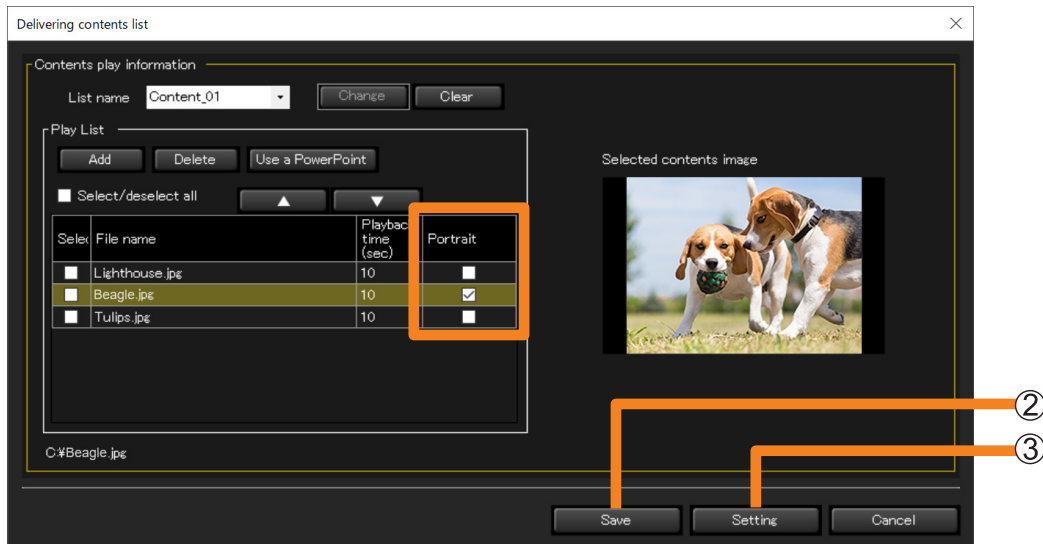 Delivering contents list
Contents play information
List name Content_01 Change Clear
Play List
Add Delete Use a PowerPoint
Selected contents image
Select/deselect all ▲ ▼
Selec File name Playbac time (sec) Portrait
Lighthouse.jpg 10
Beagle.jpg 10
Tulips.jpg 10
②
③
C:¥Beagle.jpg
Save Setting Cancel